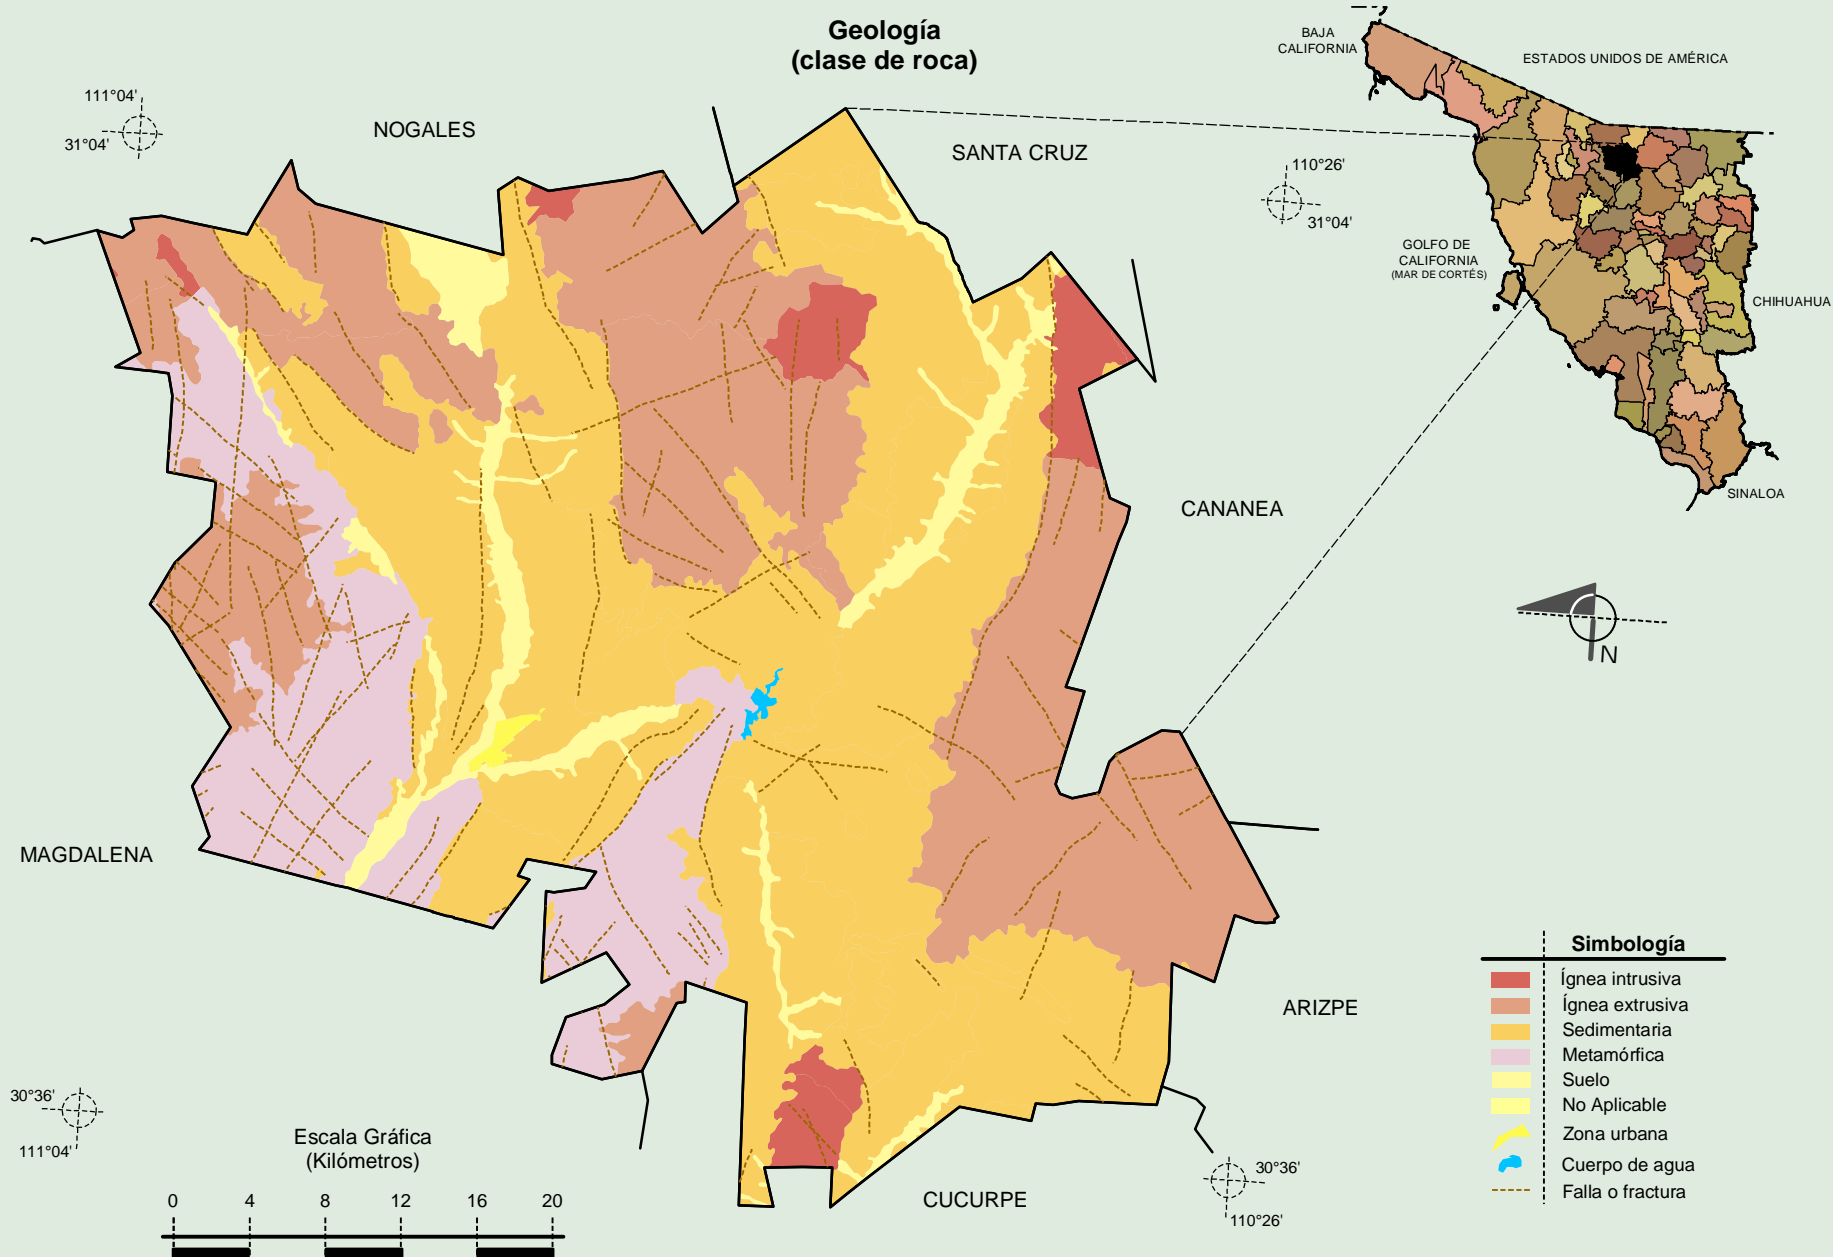 Geología
(clase de roca)
111°04'
31°04'
NOGALES
SANTA CRUZ
110°26'
31°04'
BAJA
CALIFORNIA
ESTADOS UNIDOS DE AMÉRICA
GOLFO DE
CALIFORNIA
(MAR DE CORTÉS)
CHIHUAHUA
SINALOA
CANANEA
N
MAGDALENA
ARIZPE
CUCURPE
30°36'
111°04'
30°36'
110°26'
Escala Gráfica
(Kilómetros)
0 4 8 12 16 20
Simbología
Ígnea intrusiva
Ígnea extrusiva
Sedimentaria
Metamórfica
Suelo
No Aplicable
Zona urbana
Cuerpo de agua
Falla o fractura